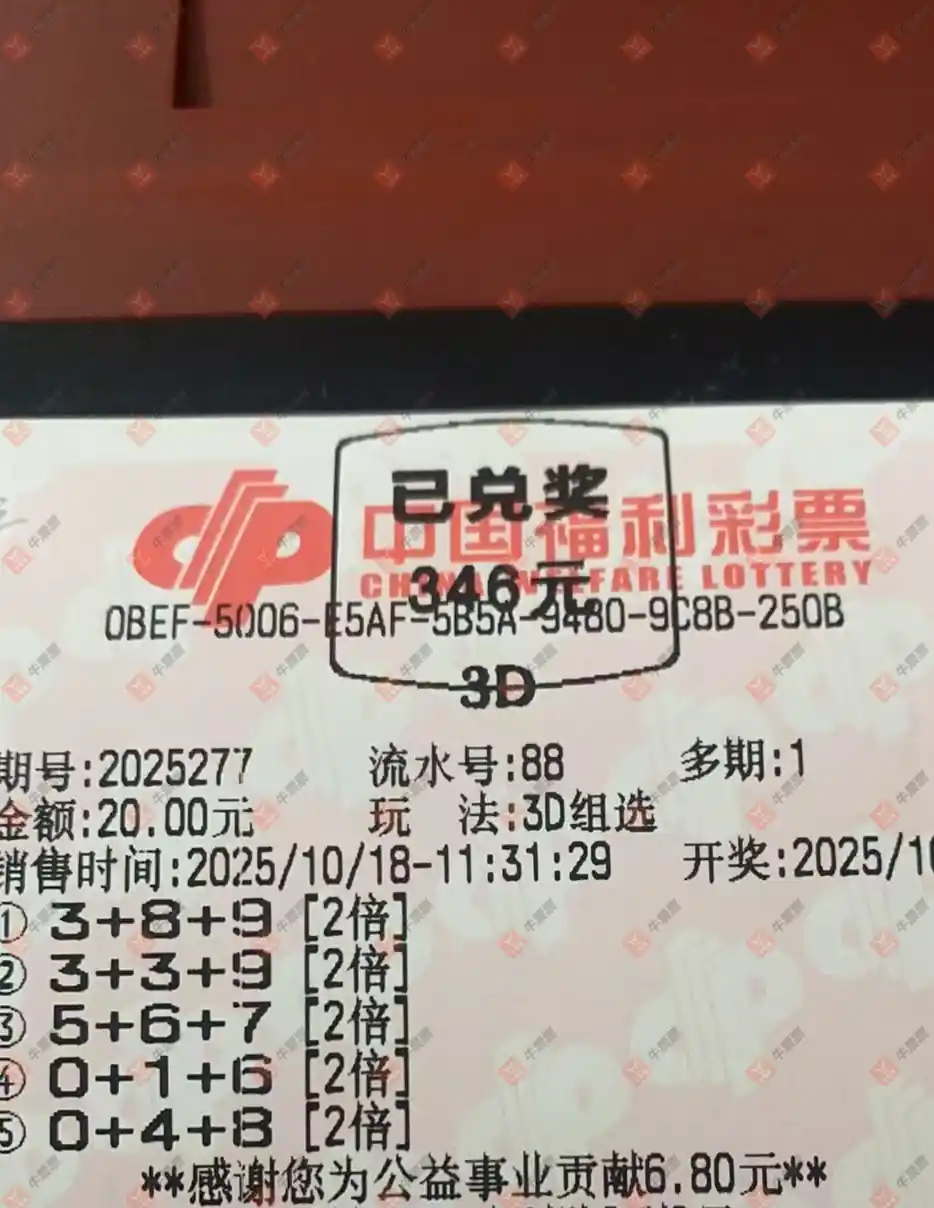 已兑奖
中国福利彩票
346元
CHINA WELFARE LOTTERY
0BEF-5006-E5AF-5B5A-9480-9C8B-250B
3D
期号:2025277 流水号:88 多期:1
金额:20.00元 玩 法:3D组选
销售时间:2025/10/18-11:31:29 开奖:2025/10
① 3+8+9 [2倍]
② 3+3+9 [2倍]
③ 5+6+7 [2倍]
④ 0+1+6 [2倍]
⑤ 0+4+8 [2倍]
**感谢您为公益事业贡献6.80元**